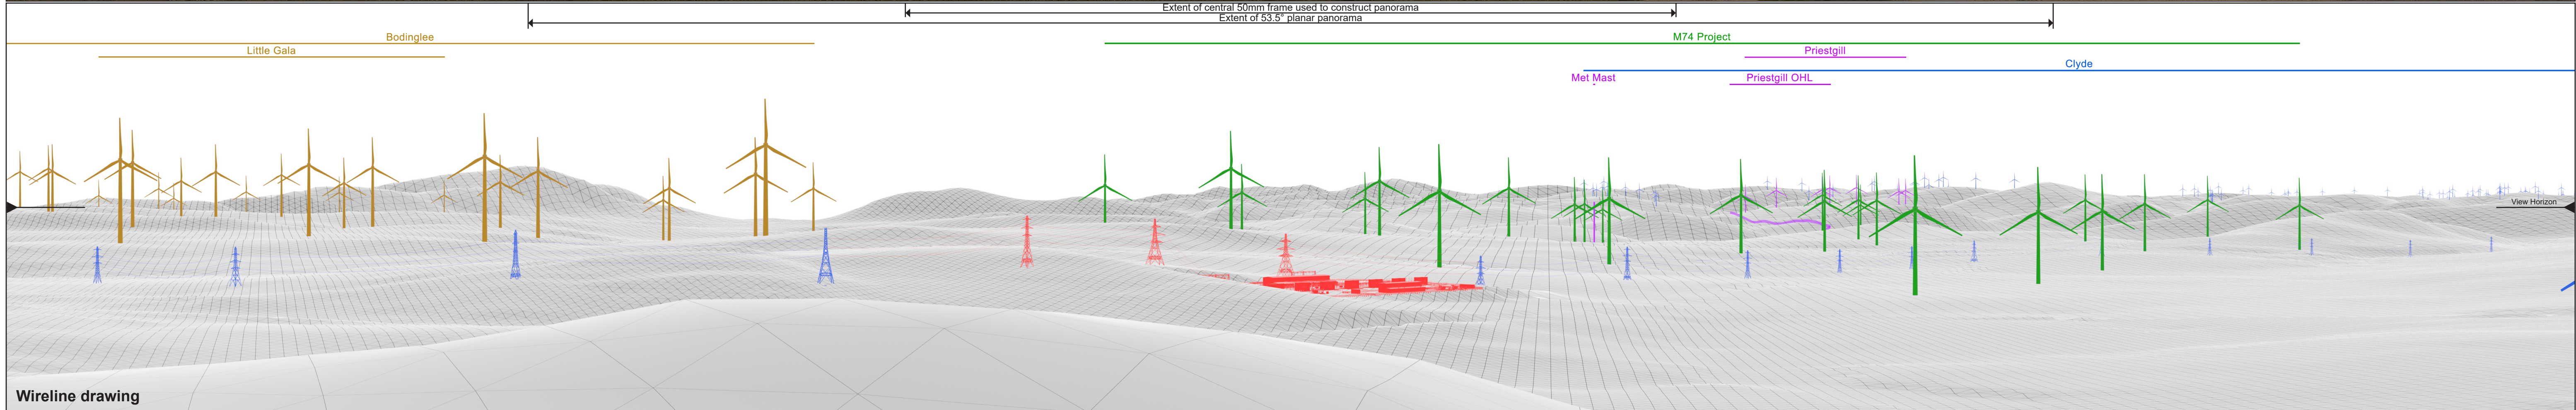 Extent of central 50mm frame used to construct panorama
Extent of 53.5° planar panorama
Bodinglee
M74 Project
Little Gala
Priestgill
Clyde
Met Mast
Priestgill OHL
View Horizon
Wireline drawing